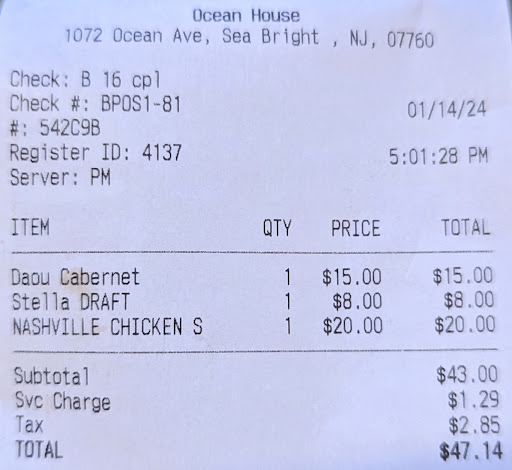 Ocean House
1072 Ocean Ave, Sea Bright , NJ, 07760
Check: B 16 cpl
Check #: BPOS1-81
01/14/24
#: 542C9B
Register ID: 4137
5:01:28 PM
Server: PM
ITEM QTY PRICE TOTAL
Daou Cabernet 1 $15.00 $15.00
Stella DRAFT 1 $8.00 $8.00
NASHVILLE CHICKEN S 1 $20.00 $20.00
Subtotal $43.00
Svc Charge $1.29
Tax $2.85
TOTAL $47.14